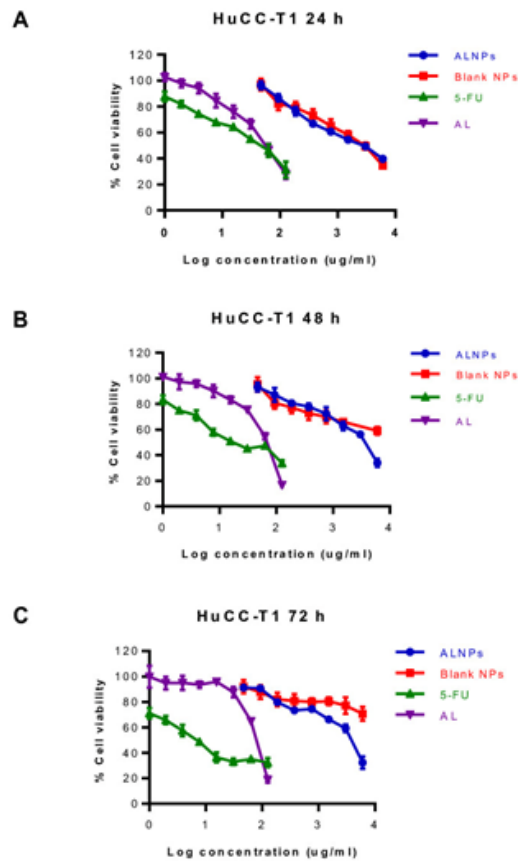 A
HuCC-T1 24 h
ALNPs
Blank NPs
5-FU
AL
% Cell viability
120
100
80
60
40
20
0
0 1 2 3 4
Log concentration (ug/ml)
B
HuCC-T1 48 h
ALNPs
Blank NPs
5-FU
AL
% Cell viability
120
100
80
60
40
20
0
0 1 2 3 4
Log concentration (ug/ml)
C
HuCC-T1 72 h
ALNPs
Blank NPs
5-FU
AL
% Cell viability
120
100
80
60
40
20
0
0 1 2 3 4
Log concentration (ug/ml)